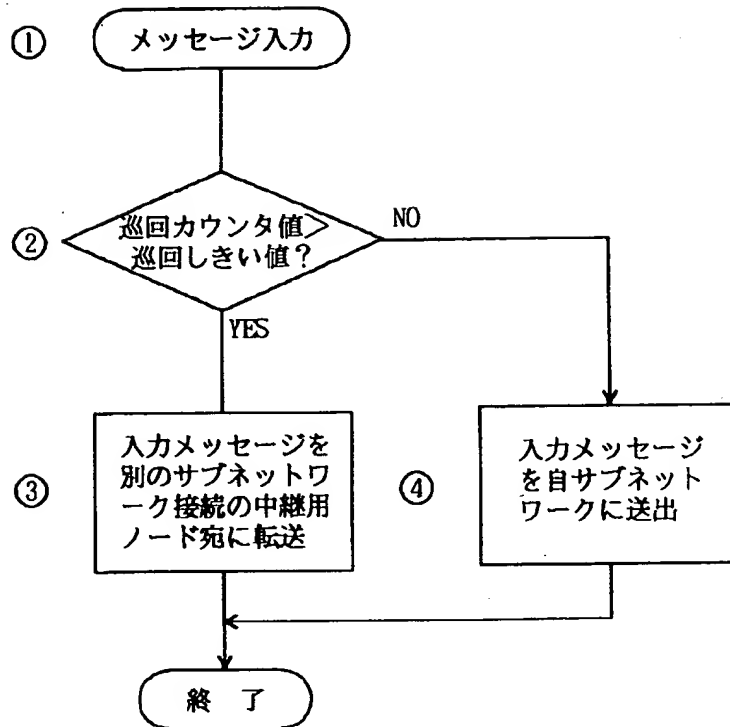 ① メッセージ入力
② 巡回カウンタ値>
巡回しきい値?
NO
YES
③ 入力メッセージを
別のサブネットワ
ーク接続の中継用
ノード宛に転送
④ 入力メッセージ
を自サブネット
ワークに送出
終 了